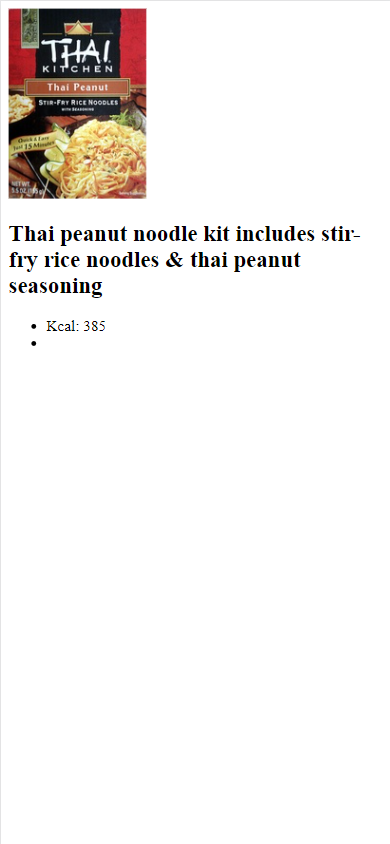 THAI
KITCHEN
Thai Peanut
STIR-FRY RICE NOODLES
WITH SEASONING
Quick & Easy
Just 15 Minutes
NET WT
5.5 OZ (155g)
Thai peanut noodle kit includes stir-
fry rice noodles & thai peanut
seasoning
Kcal: 385